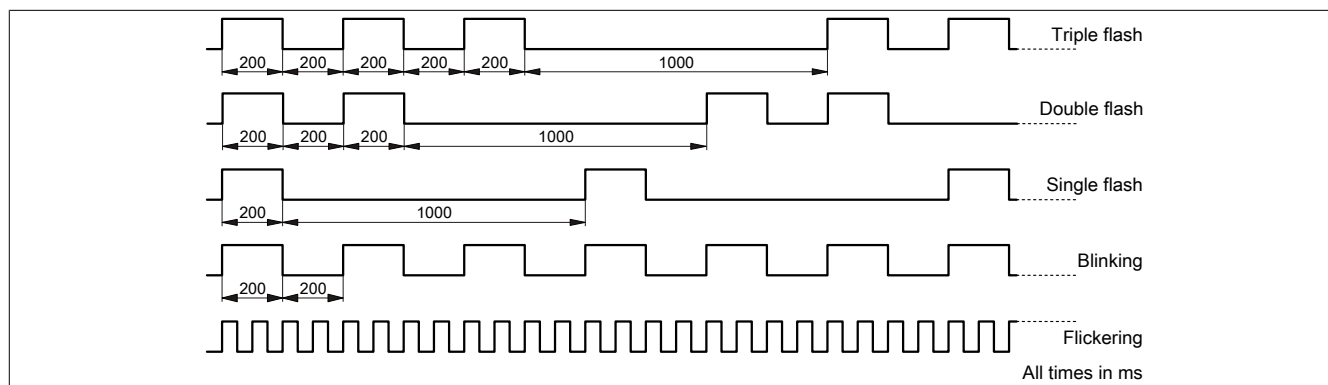 Triple flash
200 200 200 200 200 1000
Double flash
200 200 200 1000
Single flash
200 1000
Blinking
200 200
Flickering
All times in ms